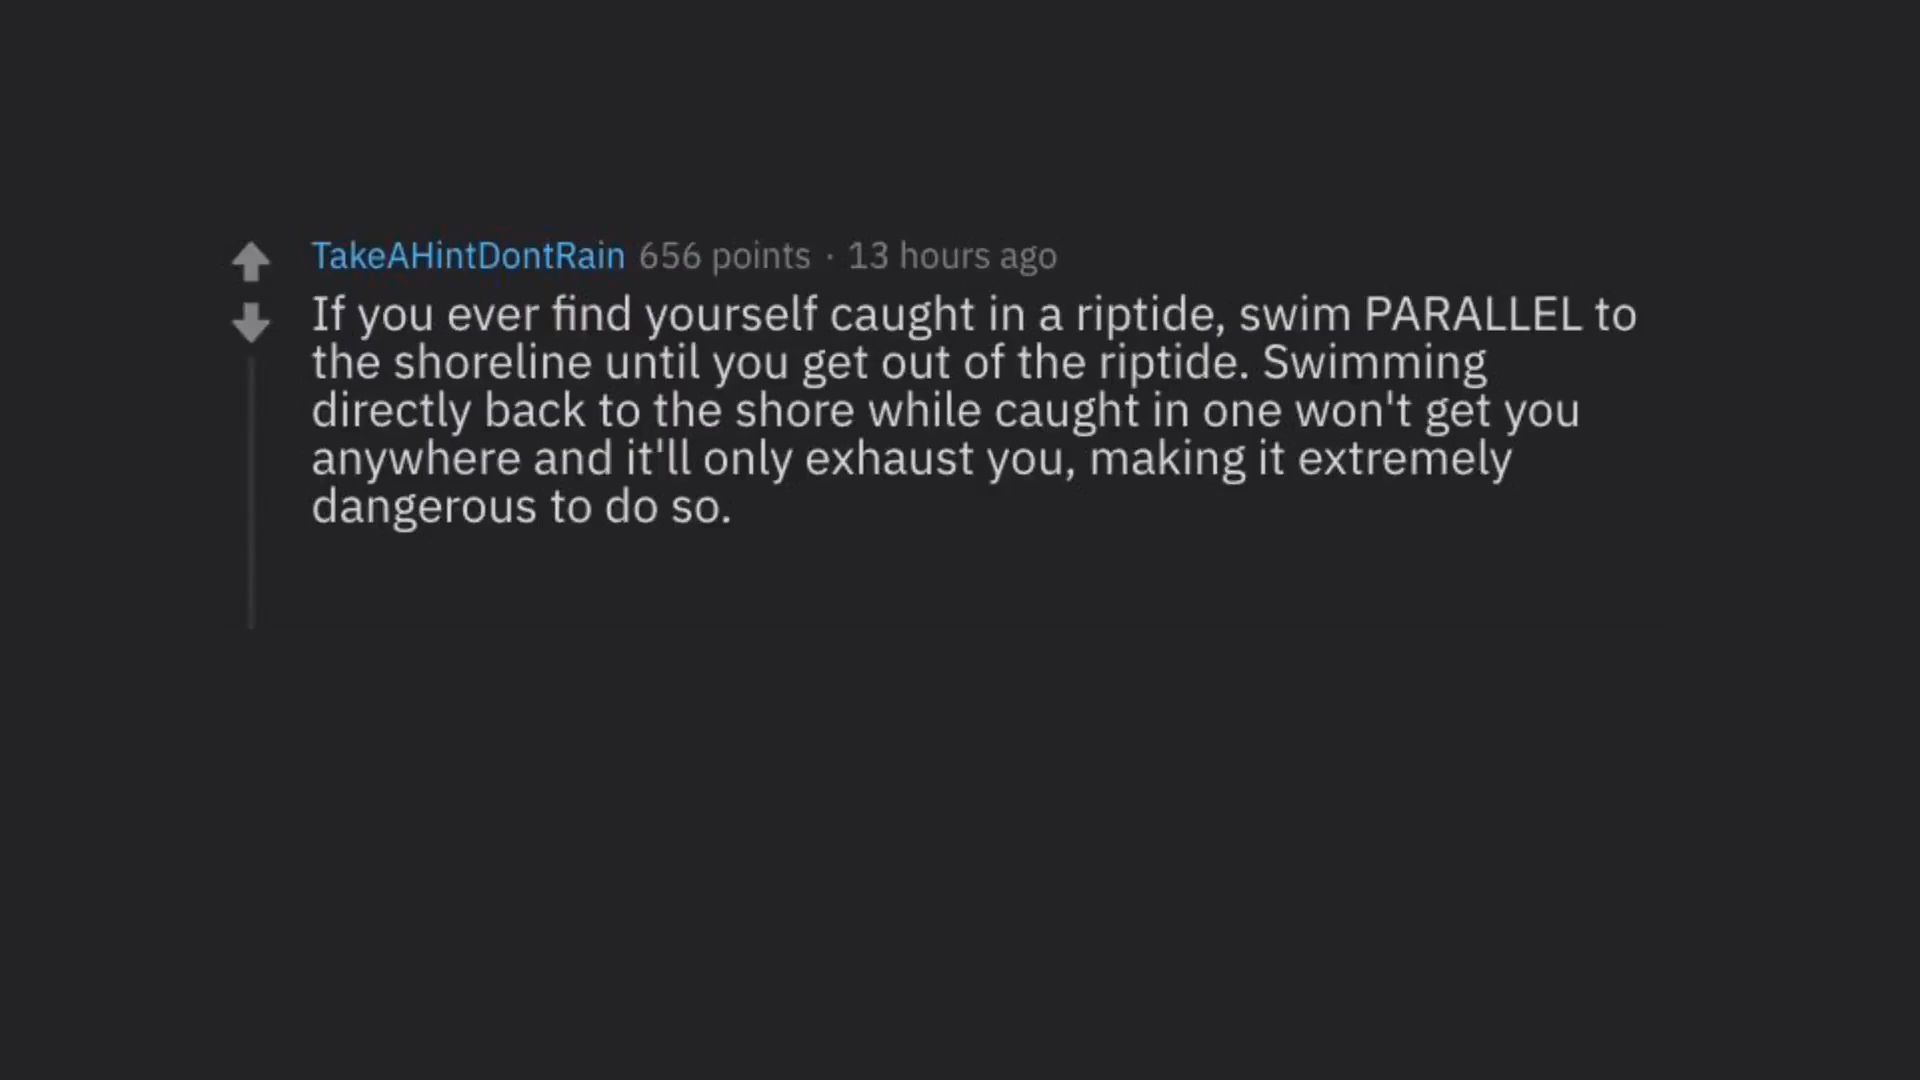 TakeAHintDontRain 656 points · 13 hours ago
If you ever find yourself caught in a riptide, swim PARALLEL to
the shoreline until you get out of the riptide. Swimming
directly back to the shore while caught in one won't get you
anywhere and it'll only exhaust you, making it extremely
dangerous to do so.